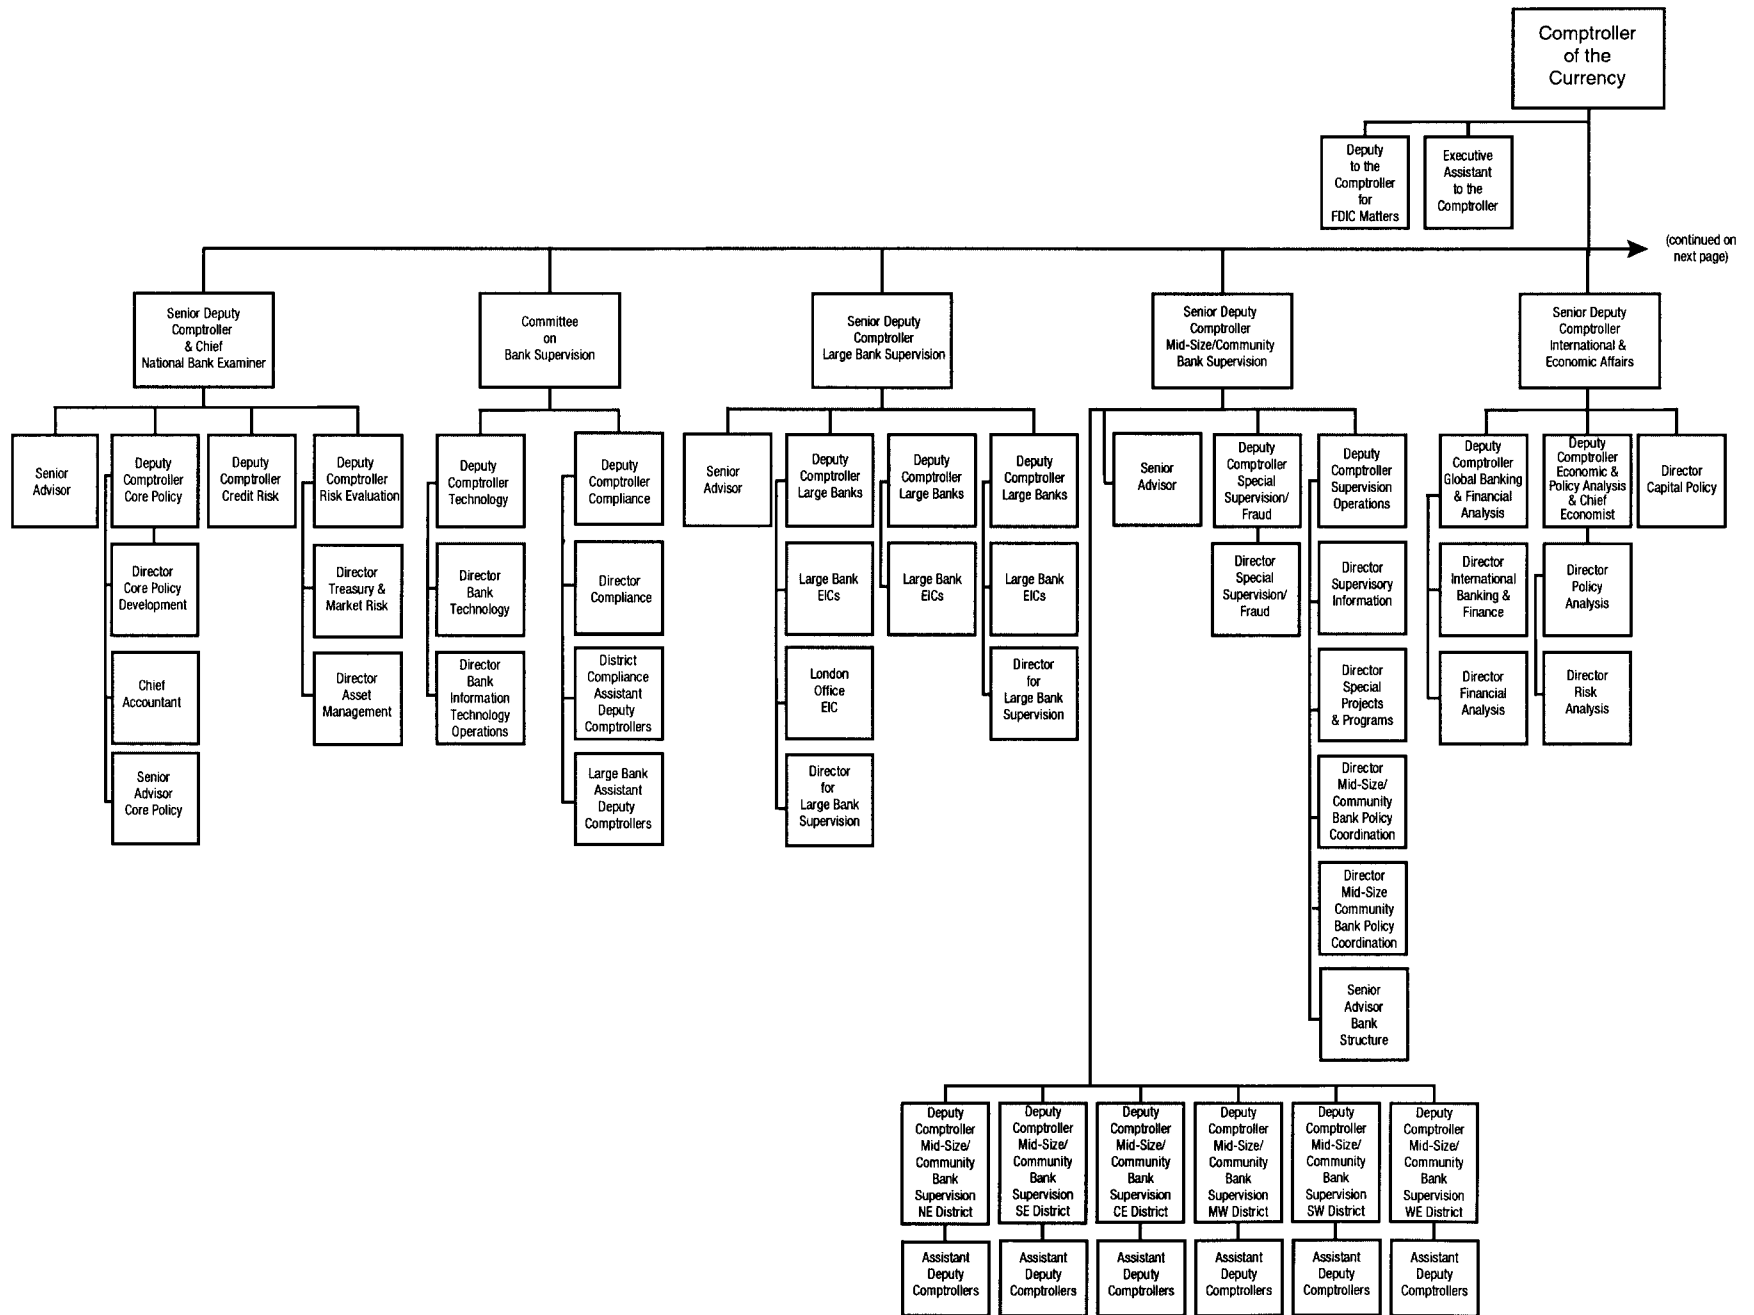 Comptroller
of the
Currency
Deputy
to the
Comptroller
for
FDIC Matters
Executive
Assistant
to the
Comptroller
(continued on
next page)
Senior Deputy
Comptroller
& Chief
National Bank Examiner
Committee
on
Bank Supervision
Senior Deputy
Comptroller
Large Bank Supervision
Senior Deputy
Comptroller
Mid-Size/Community
Bank Supervision
Senior Deputy
Comptroller
International &
Economic Affairs
Senior
Advisor
Deputy
Comptroller
Core Policy
Deputy
Comptroller
Credit Risk
Deputy
Comptroller
Risk Evaluation
Deputy
Comptroller
Technology
Deputy
Comptroller
Compliance
Senior
Advisor
Deputy
Comptroller
Large Banks
Deputy
Comptroller
Large Banks
Deputy
Comptroller
Large Banks
Senior
Advisor
Deputy
Comptroller
Special
Supervision/
Fraud
Deputy
Comptroller
Supervision
Operations
Deputy
Comptroller
Global Banking
& Financial
Analysis
Deputy
Comptroller
Economic &
Policy Analysis
& Chief
Economist
Director
Capital Policy
Director
Core Policy
Development
Director
Treasury &
Market Risk
Director
Bank
Technology
Director
Compliance
Large Bank
EICs
Large Bank
EICs
Large Bank
EICs
Director
Special
Supervision/
Fraud
Director
Supervisory
Information
Director
International
Banking &
Finance
Director
Policy
Analysis
Chief
Accountant
Director
Asset
Management
Director
Bank
Information
Technology
Operations
District
Compliance
Assistant
Deputy
Comptrollers
London
Office
EIC
Director
for
Large Bank
Supervision
Director
Special
Projects
& Programs
Director
Financial
Analysis
Director
Risk
Analysis
Senior
Advisor
Core Policy
Large Bank
Assistant
Deputy
Comptrollers
Director
for
Large Bank
Supervision
Director
Mid-Size/
Community
Bank Policy
Coordination
Director
Mid-Size
Community
Bank Policy
Coordination
Senior
Advisor
Bank
Structure
Deputy
Comptroller
Mid-Size/
Community
Bank
Supervision
NE District
Deputy
Comptroller
Mid-Size/
Community
Bank
Supervision
SE District
Deputy
Comptroller
Mid-Size/
Community
Bank
Supervision
CE District
Deputy
Comptroller
Mid-Size/
Community
Bank
Supervision
MW District
Deputy
Comptroller
Mid-Size/
Community
Bank
Supervision
SW District
Deputy
Comptroller
Mid-Size/
Community
Bank
Supervision
WE District
Assistant
Deputy
Comptrollers
Assistant
Deputy
Comptrollers
Assistant
Deputy
Comptrollers
Assistant
Deputy
Comptrollers
Assistant
Deputy
Comptrollers
Assistant
Deputy
Comptrollers